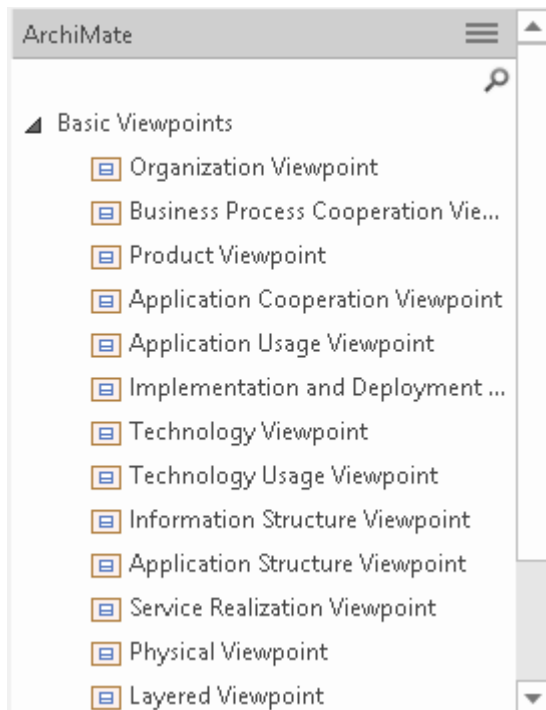 ArchiMate
Basic Viewpoints
Organization Viewpoint
Business Process Cooperation Vie...
Product Viewpoint
Application Cooperation Viewpoint
Application Usage Viewpoint
Implementation and Deployment ...
Technology Viewpoint
Technology Usage Viewpoint
Information Structure Viewpoint
Application Structure Viewpoint
Service Realization Viewpoint
Physical Viewpoint
Layered Viewpoint